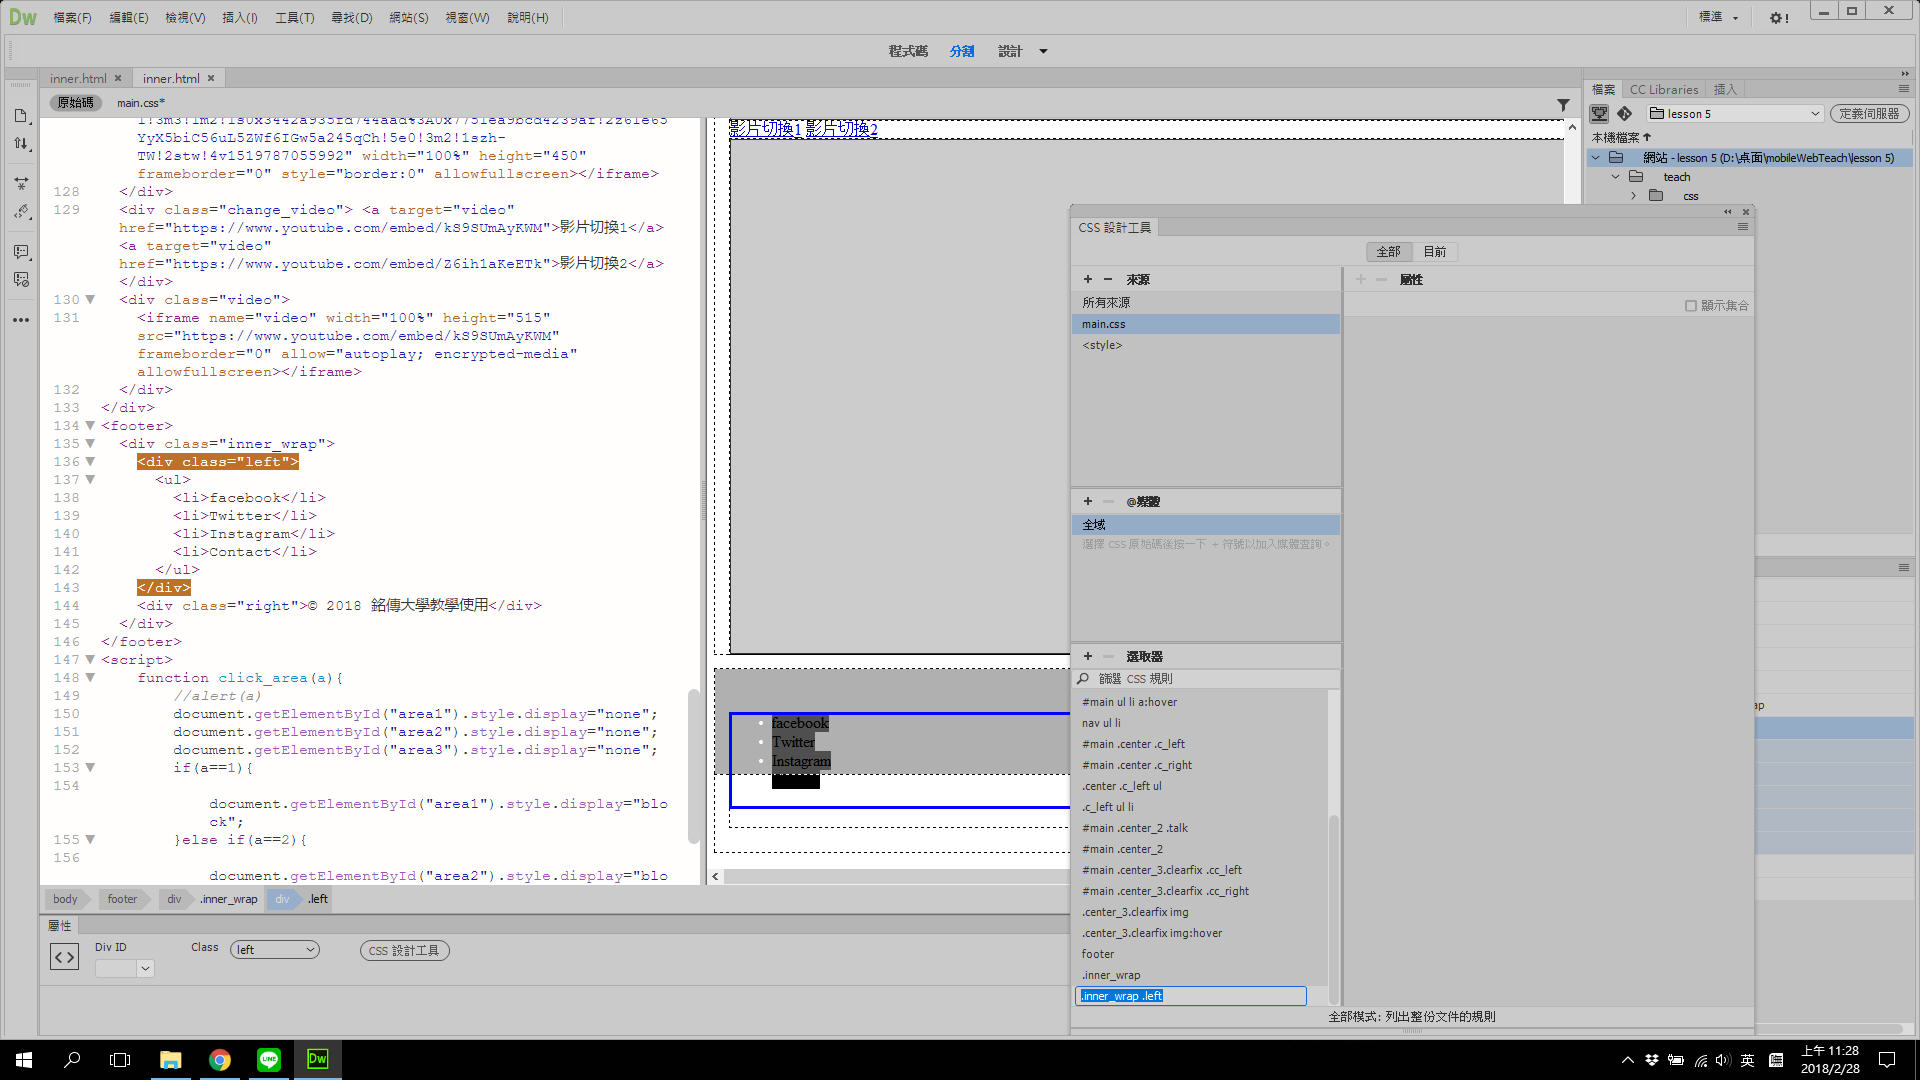 Dw 檔案(F) 編輯(E) 檢視(V) 插入(I) 工具(T) 尋找(D) 網站(S) 視窗(W) 說明(H) 標準
程式碼 分割 設計
inner.html × inner.html ×
原始碼 main.css*
YyX5biC56uL5ZWf6IGw5a245qCh!5e0!3m2!1szh-
TW!2stw!4v1519787055992" width="100%" height="450"
frameborder="0" style="border:0" allowfullscreen></iframe>
128 </div>
129 <div class="change_video"> <a target="video"
href="https://www.youtube.com/embed/kS9SUmAyKWM">影片切換1</a>
<a target="video"
href="https://www.youtube.com/embed/Z6ih1aKeETk">影片切換2</a>
</div>
130 <div class="video">
131 <iframe name="video" width="100%" height="515"
src="https://www.youtube.com/embed/kS9SUmAyKWM"
frameborder="0" allow="autoplay; encrypted-media"
allowfullscreen></iframe>
132 </div>
133 </div>
134 <footer>
135 <div class="inner_wrap">
136 <div class="left">
137 <ul>
138 <li>facebook</li>
139 <li>Twitter</li>
140 <li>Instagram</li>
141 <li>Contact</li>
142 </ul>
143 </div>
144 <div class="right">© 2018 銘傳大學教學使用</div>
145 </div>
146 </footer>
147 <script>
148 function click_area(a){
149 //alert(a)
150 document.getElementById("area1").style.display="none";
151 document.getElementById("area2").style.display="none";
152 document.getElementById("area3").style.display="none";
153 if(a==1){
154
document.getElementById("area1").style.display="blo
ck";
155 }else if(a==2){
156
document.getElementById("area2").style.display="blo
body footer div .inner_wrap div .left
屬性
Div ID
Class left CSS 設計工具
影片切換1 影片切換2
facebook
Twitter
Instagram
CSS 設計工具
全部 目前
+ − 來源
所有來源
main.css
<style>
+ − @媒體
全域
選擇 CSS 原始碼後按一下 + 符號以加入媒體查詢。
+ − 選取器
篩選 CSS 規則
#main ul li a:hover
nav ul li
#main .center .c_left
#main .center .c_right
.center .c_left ul
.c_left ul li
#main .center_2 .talk
#main .center_2
#main .center_3.clearfix .cc_left
#main .center_3.clearfix .cc_right
.center_3.clearfix img
.center_3.clearfix img:hover
footer
.inner_wrap
.inner_wrap .left
+ − 屬性
顯示集合
全部模式: 列出整份文件的規則
檔案 CC Libraries 插入
lesson 5 定義伺服器
本機檔案
網站 - lesson 5 (D:\桌面\mobileWebTeach\lesson 5)
teach
css
ap
Dw
英
上午 11:28
2018/2/28